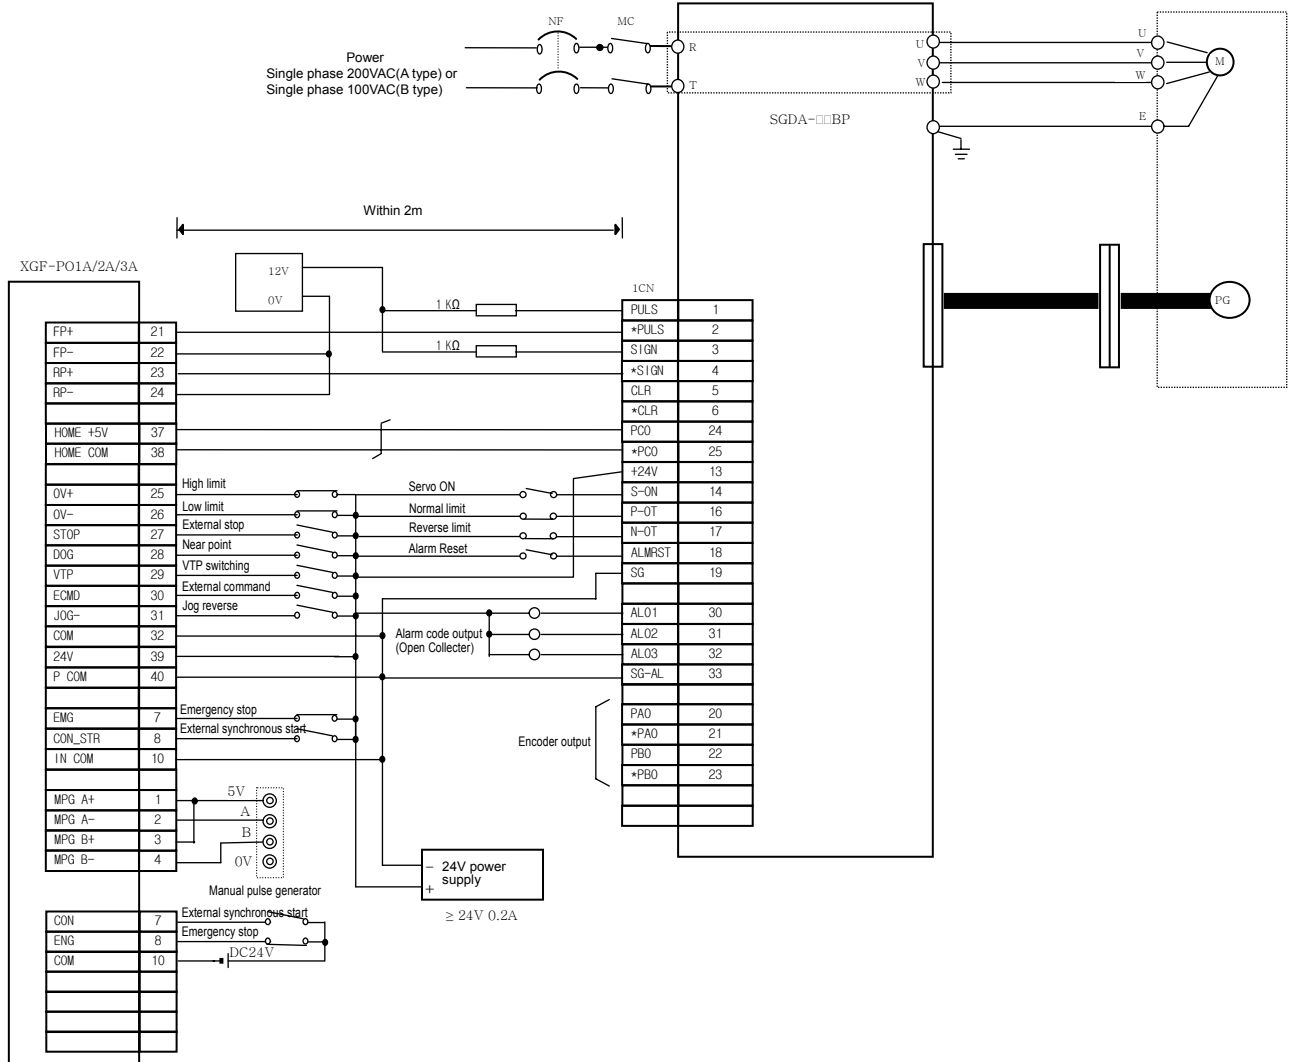 NF MC
Power
Single phase 200VAC(A type) or
Single phase 100VAC(B type)
R
T
U
V
W
SGDA-□□BP
U
V
W
E
M
PG
Within 2m
XGF-PO1A/2A/3A
12V
0V
1 KΩ
1 KΩ
1CN
FP+ 21
FP- 22
RP+ 23
RP- 24
HOME +5V 37
HOME COM 38
OV+ 25 High limit
OV- 26 Low limit
STOP 27 External stop
DOG 28 Near point
VTP 29 VTP switching
ECMD 30 External command
JOG- 31 Jog reverse
COM 32
24V 39
P COM 40
EMG 7 Emergency stop
CON_STR 8 External synchronous start
IN COM 10
MPG A+ 1
MPG A- 2
MPG B+ 3
MPG B- 4
5V
A
B
0V
Manual pulse generator
CON 7 External synchronous start
ENG 8 Emergency stop
COM 10 DC24V
PULS 1
*PULS 2
SIGN 3
*SIGN 4
CLR 5
*CLR 6
PCO 24
*PCO 25
+24V 13
Servo ON S-ON 14
Normal limit P-OT 16
Reverse limit N-OT 17
Alarm Reset ALMRST 18
SG 19
ALO1 30
ALO2 31
ALO3 32
SG-AL 33
Alarm code output
(Open Collecter)
PAO 20
*PAO 21
PBO 22
*PBO 23
Encoder output
- 24V power
supply
+
≥ 24V 0.2A